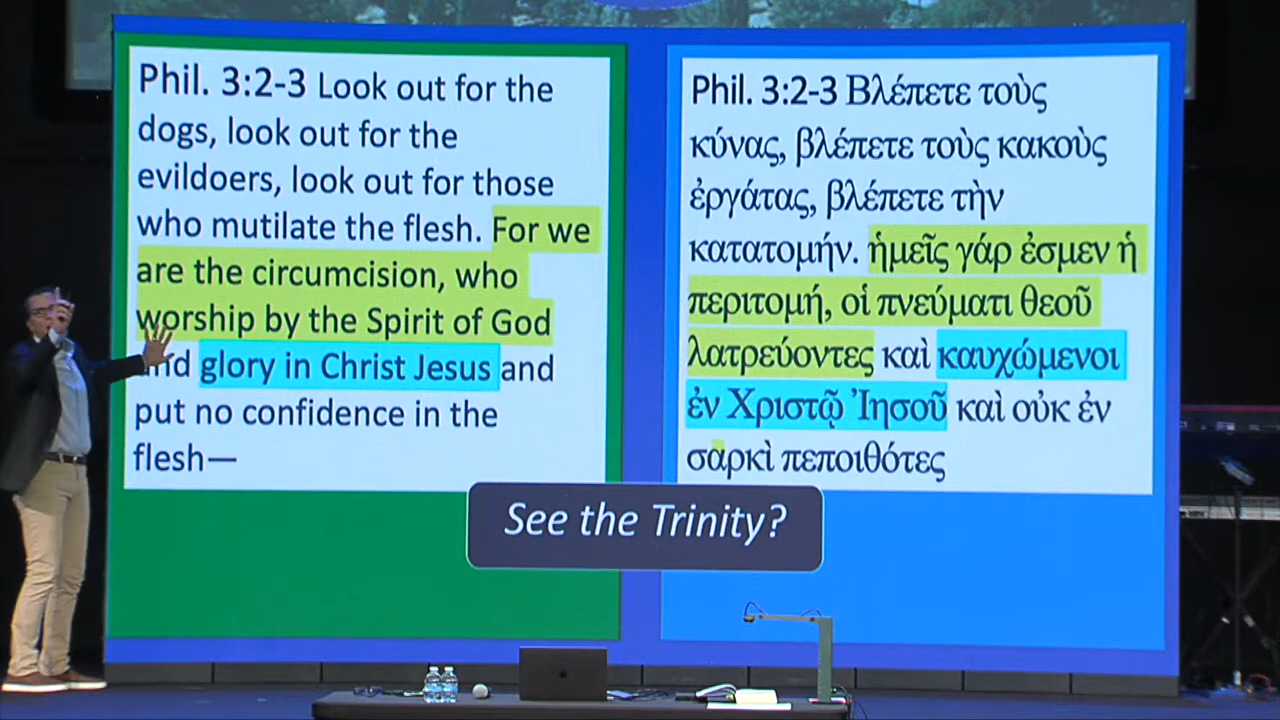 Phil. 3:2-3 Look out for the
dogs, look out for the
evildoers, look out for those
who mutilate the flesh. For we
are the circumcision, who
worship by the Spirit of God
and glory in Christ Jesus and
put no confidence in the
flesh—
Phil. 3:2-3 Βλέπετε τοὺς
κύνας, βλέπετε τοὺς κακοὺς
ἐργάτας, βλέπετε τὴν
κατατομήν. ἡμεῖς γάρ ἐσμεν ἡ
περιτομή, οἱ πνεύματι θεοῦ
λατρεύοντες καὶ καυχώμενοι
ἐν Χριστῷ Ἰησοῦ καὶ οὐκ ἐν
σαρκὶ πεποιθότες
See the Trinity?